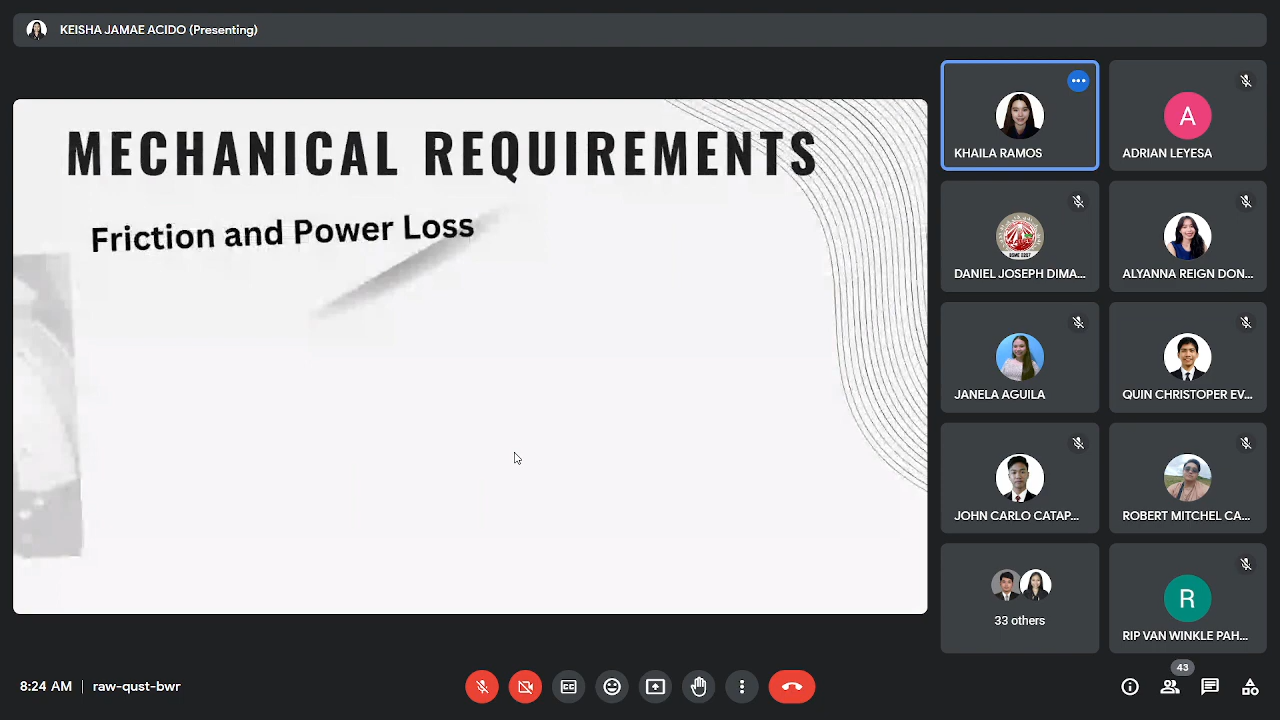 KEISHA JAMAE ACIDO (Presenting)
MECHANICAL REQUIREMENTS
Friction and Power Loss
KHAILA RAMOS
A
ADRIAN LEYESA
DANIEL JOSEPH DIMA...
ALYANNA REIGN DON...
JANELA AGUILA
QUIN CHRISTOPER EV...
JOHN CARLO CATAP...
ROBERT MITCHEL CA...
33 others
R
RIP VAN WINKLE PAH...
8:24 AM
raw-qust-bwr
43